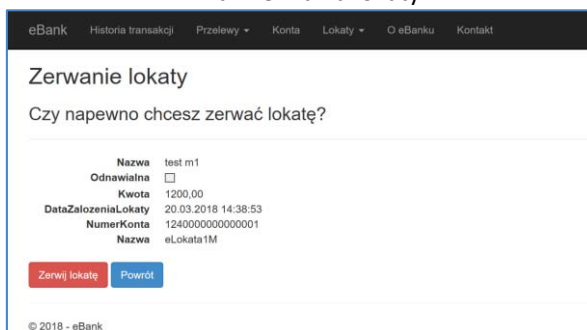 eBank Historia transakcji Przelewy Konta Lokaty O eBanku Kontakt
Zerwanie lokaty
Czy napewno chcesz zerwać lokatę?
Nazwa test m1
Odnawialna
Kwota 1200,00
DataZalozeniaLokaty 20.03.2018 14:38:53
NumerKonta 1240000000000001
Nazwa eLokata1M
Zerwij lokatę Powrót
© 2018 - eBank